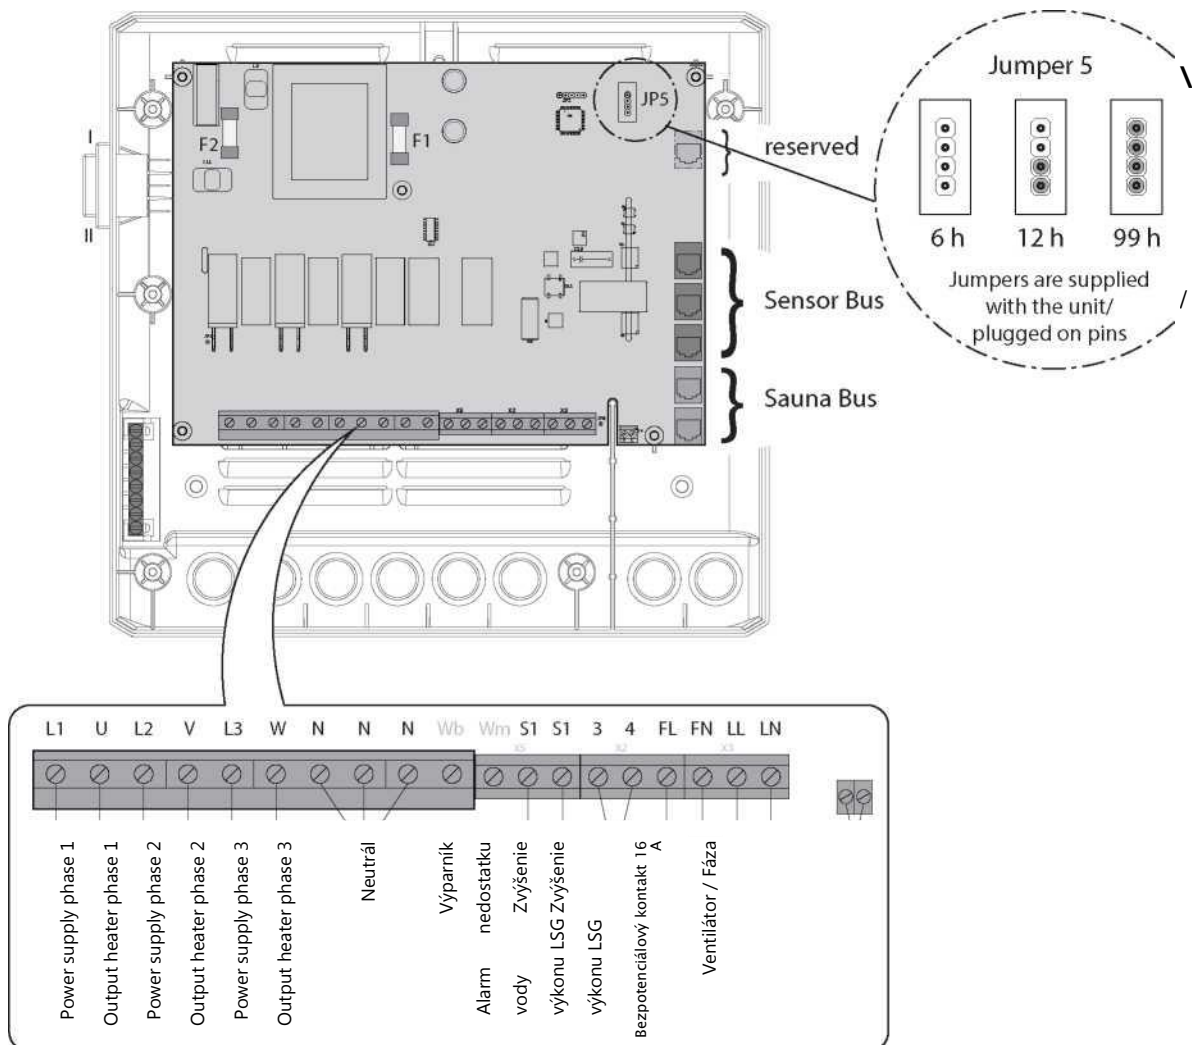 Jumper 5
JP5
F2
F1
I
II
reserved
6 h
12 h
99 h
Jumpers are supplied
with the unit/
plugged on pins
Sensor Bus
Sauna Bus
X2
L1 U L2 V L3 W N N N Wb Wm S1 S1 3 4 FL FN LL LN
X5 X2 X3
Power supply phase 1
Output heater phase 1
Power supply phase 2
Output heater phase 2
Power supply phase 3
Output heater phase 3
Neutrál
Výparník
Alarm nedostatku
vody Zvýšenie
výkonu LSG Zvýšenie
výkonu LSG
Bezpotenciálový kontakt 16
A
Ventilátor / Fáza